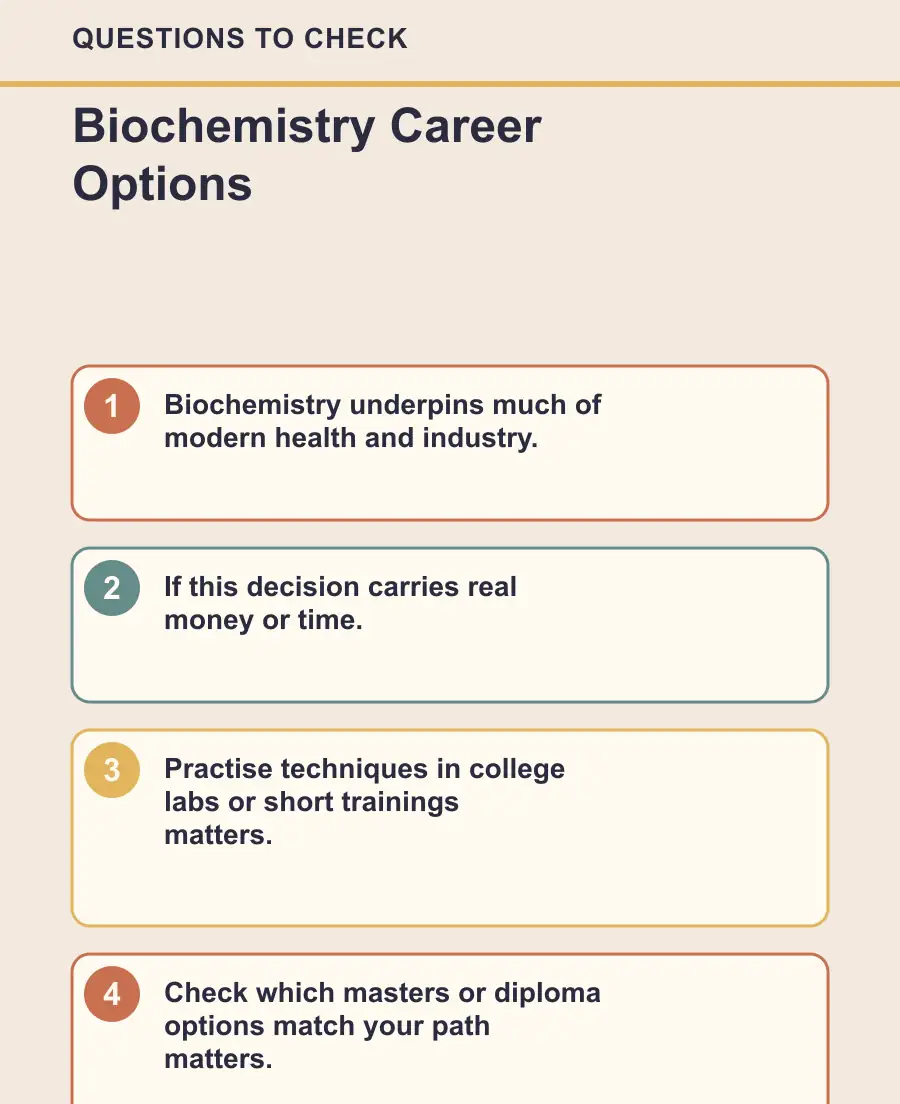 QUESTIONS TO CHECK
Biochemistry Career
Options
1
Biochemistry underpins much of
modern health and industry.
2
If this decision carries real
money or time.
3
Practise techniques in college
labs or short trainings
matters.
4
Check which masters or diploma
options match your path
matters.